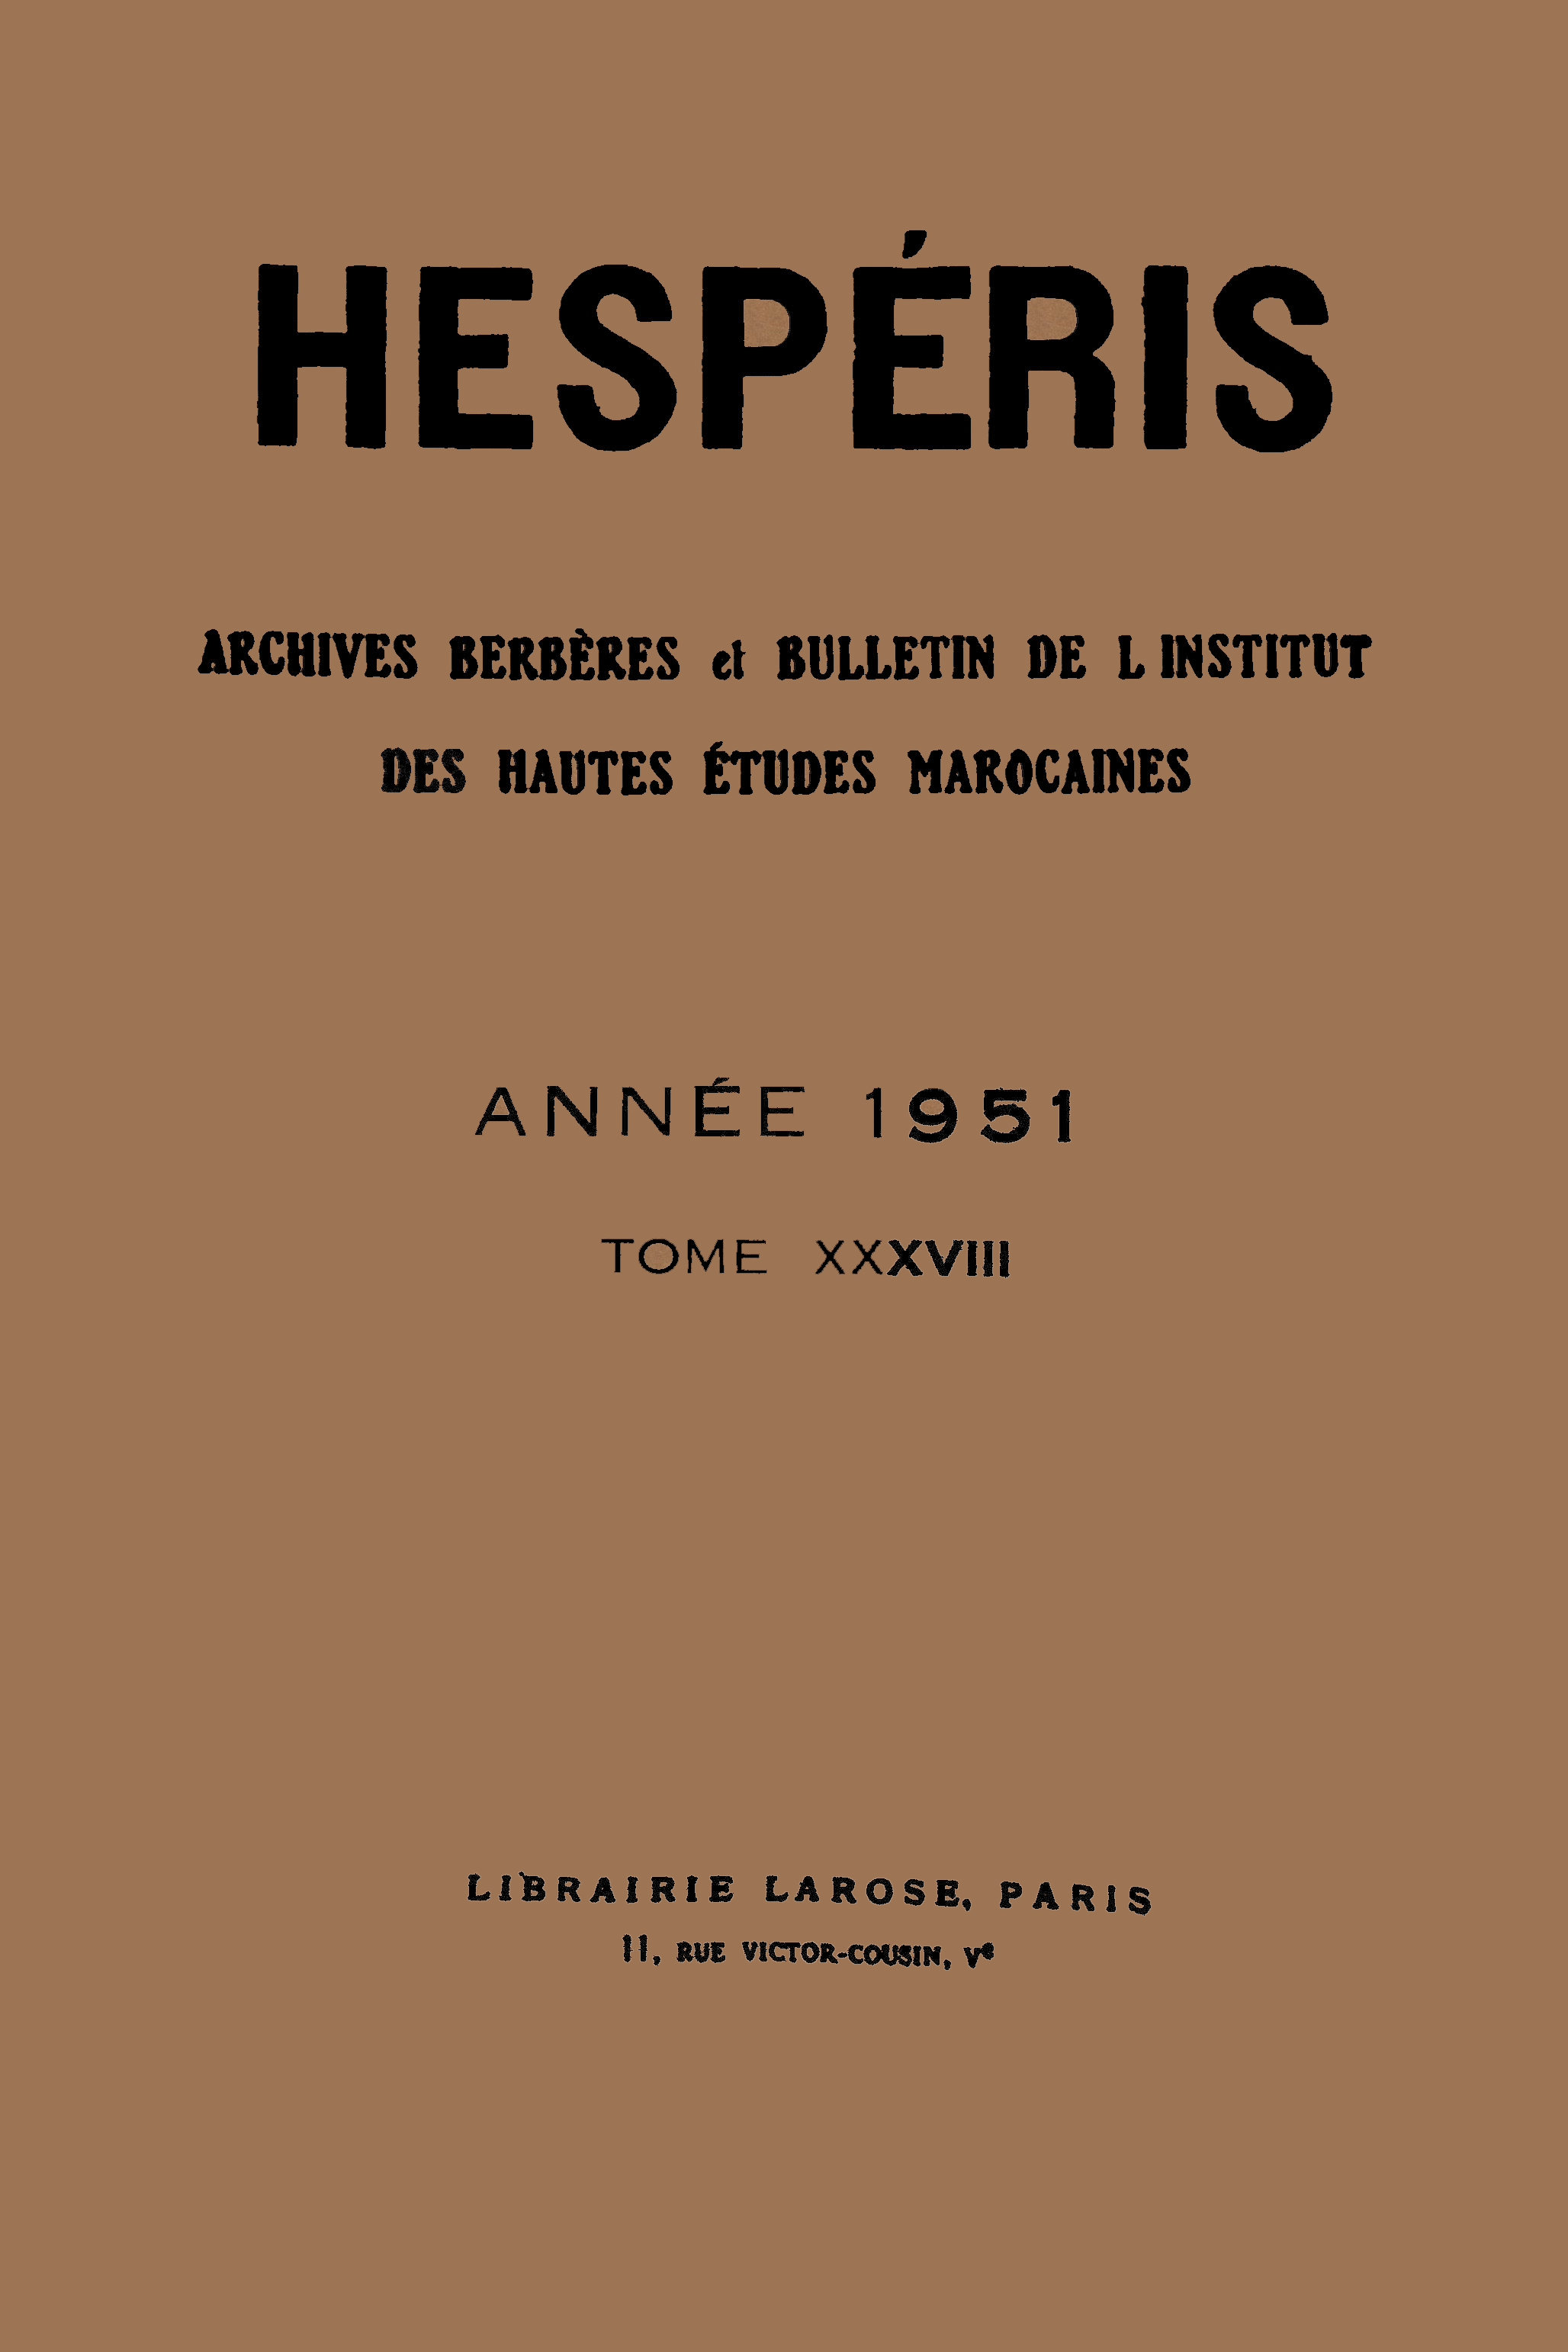 HESPÉRIS
ARCHIVES BERBÈRES et BULLETIN DE L INSTITUT
DES HAUTES ÉTUDES MAROCAINES
ANNÉE 1951
TOME XXXVIII
LIBRAIRIE LAROSE, PARIS
11, RUE VICTOR-COUSIN, Vᵉ